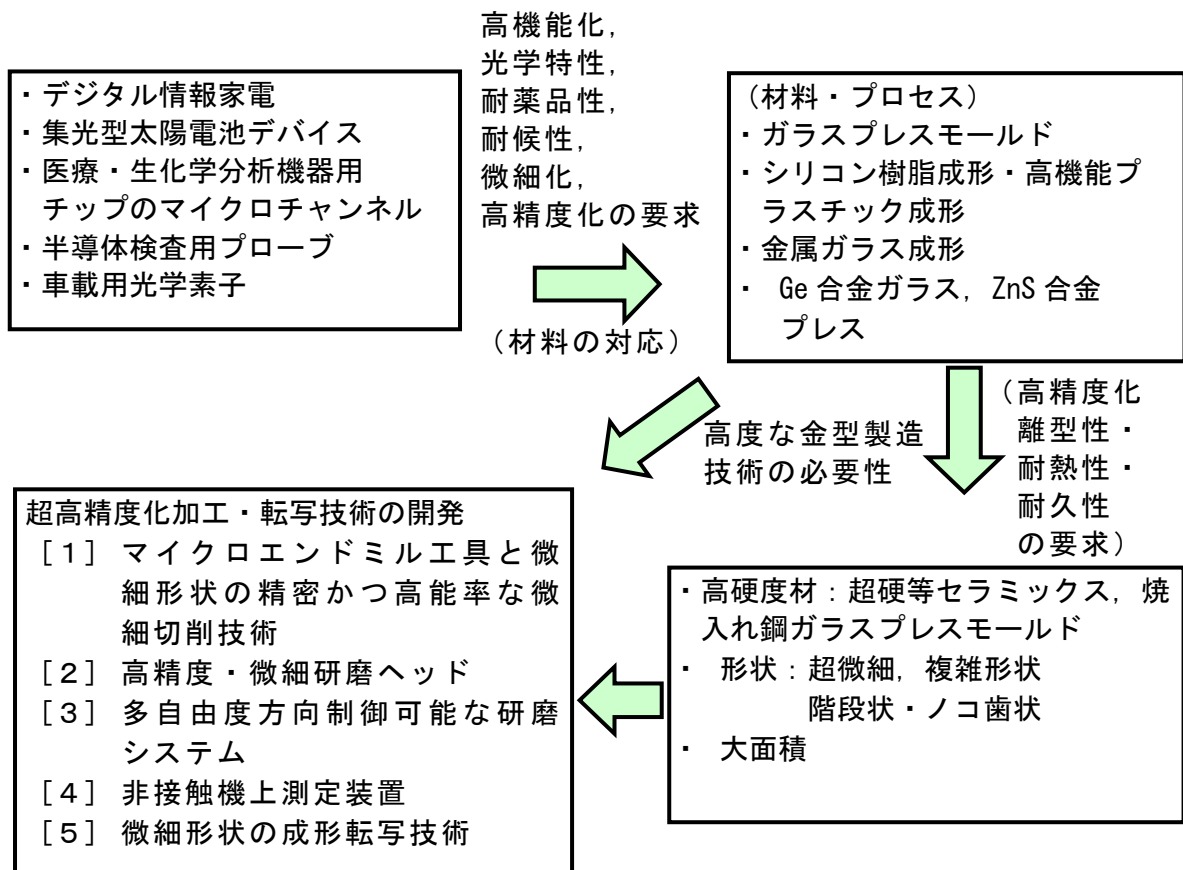 ・デジタル情報家電
・集光型太陽電池デバイス
・医療・生化学分析機器用
チップのマイクロチャンネル
・半導体検査用プローブ
・車載用光学素子
高機能化,
光学特性,
耐薬品性,
耐候性,
微細化,
高精度化の要求
(材料の対応)
(材料・プロセス)
・ガラスプレスモールド
・シリコン樹脂成形・高機能プ
ラスチック成形
・金属ガラス成形
・ Ge 合金ガラス, ZnS 合金
プレス
高度な金型製造
技術の必要性
(高精度化
離型性・
耐熱性・
耐久性
の要求)
・高硬度材：超硬等セラミックス, 焼
入れ鋼ガラスプレスモールド
・ 形状：超微細, 複雑形状
階段状・ノコ歯状
・ 大面積
超高精度化加工・転写技術の開発
[1] マイクロエンドミル工具と微
細形状の精密かつ高能率な微
細切削技術
[2] 高精度・微細研磨ヘッド
[3] 多自由度方向制御可能な研磨
システム
[4] 非接触機上測定装置
[5] 微細形状の成形転写技術